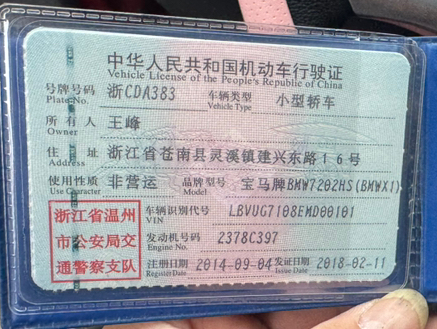 中华人民共和国机动车行驶证
Vehicle License of the People's Republic of China
号牌号码 浙CDA383 车辆类型 小型轿车
Plate No. Vehicle Type
所有人 王峰
Owner
住址 浙江省苍南县灵溪镇建兴东路16号
Address
使用性质 非营运 品牌型号 宝马牌BMW7202HS(BMWX1)
Use Character Model
浙江省温州
市公安局交
通警察支队
车辆识别代号 LBVUG7108EMD00101
VIN
发动机号码 2378C397
Engine No.
注册日期 2014-09-04 发证日期 2018-02-11
Register Date Issue Date